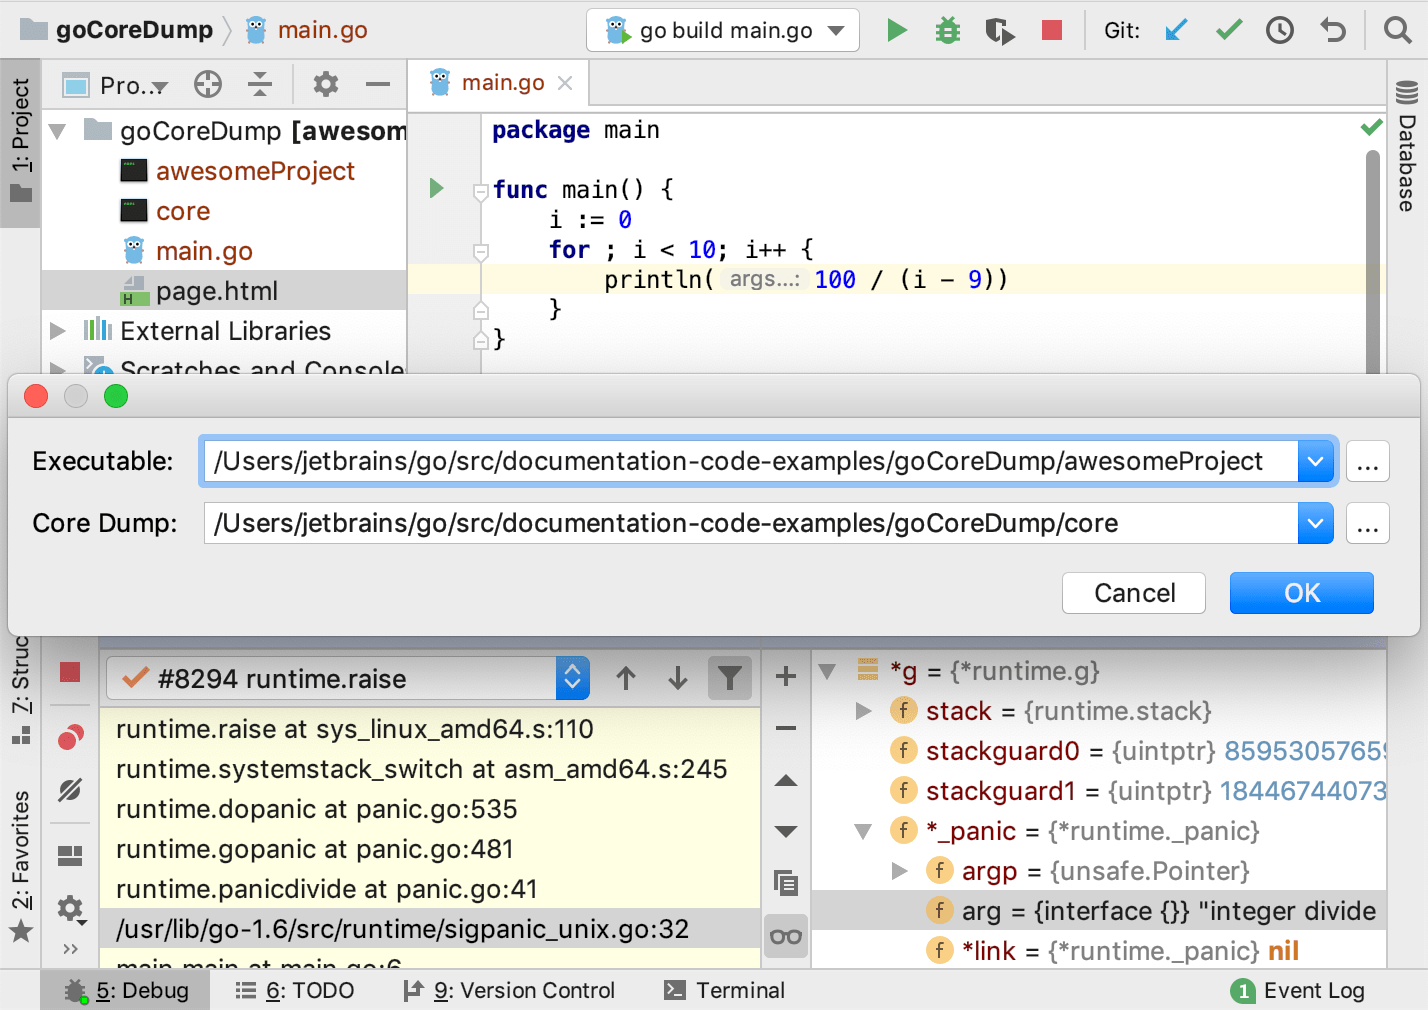 goCoreDump main.go go build main.go Git:
1: Project
Pro...
main.go
Database
goCoreDump [awesom
awesomeProject
core
main.go
page.html
External Libraries
Scratches and Console
package main
func main() {
i := 0
for ; i < 10; i++ {
println( args...: 100 / (i - 9))
}
}
Executable: /Users/jetbrains/go/src/documentation-code-examples/goCoreDump/awesomeProject ...
Core Dump: /Users/jetbrains/go/src/documentation-code-examples/goCoreDump/core ...
Cancel OK
7: Struc
2: Favorites
#8294 runtime.raise
runtime.raise at sys_linux_amd64.s:110
runtime.systemstack_switch at asm_amd64.s:245
runtime.dopanic at panic.go:535
runtime.gopanic at panic.go:481
runtime.panicdivide at panic.go:41
/usr/lib/go-1.6/src/runtime/sigpanic_unix.go:32
main.main at main.go:6
*g = {*runtime.g}
f stack = {runtime.stack}
f stackguard0 = {uintptr} 85953057659
f stackguard1 = {uintptr} 18446744073
f *_panic = {*runtime._panic}
f argp = {unsafe.Pointer}
f arg = {interface {}} "integer divide
f *link = {*runtime._panic} nil
5: Debug 6: TODO 9: Version Control Terminal 1 Event Log